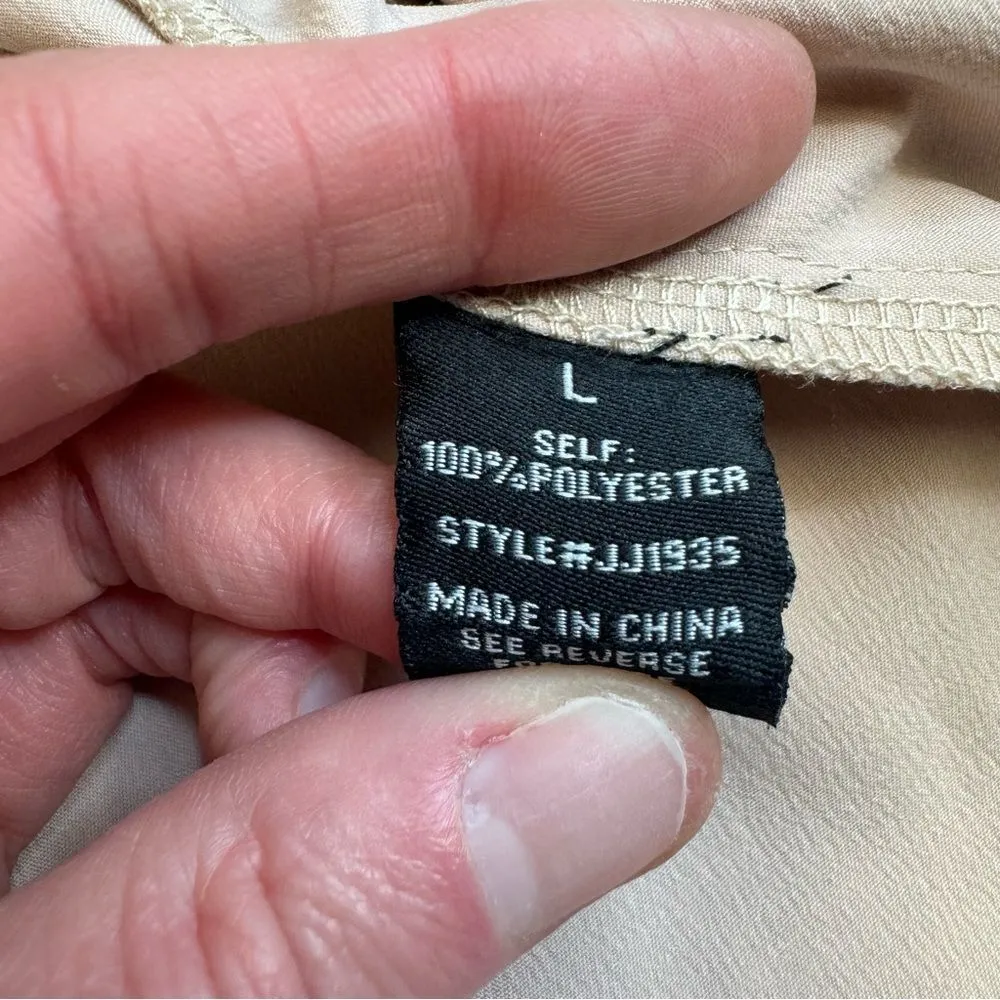 L
SELF:
100%POLYESTER
STYLE#JJ1935
MADE IN CHINA
SEE REVERSE